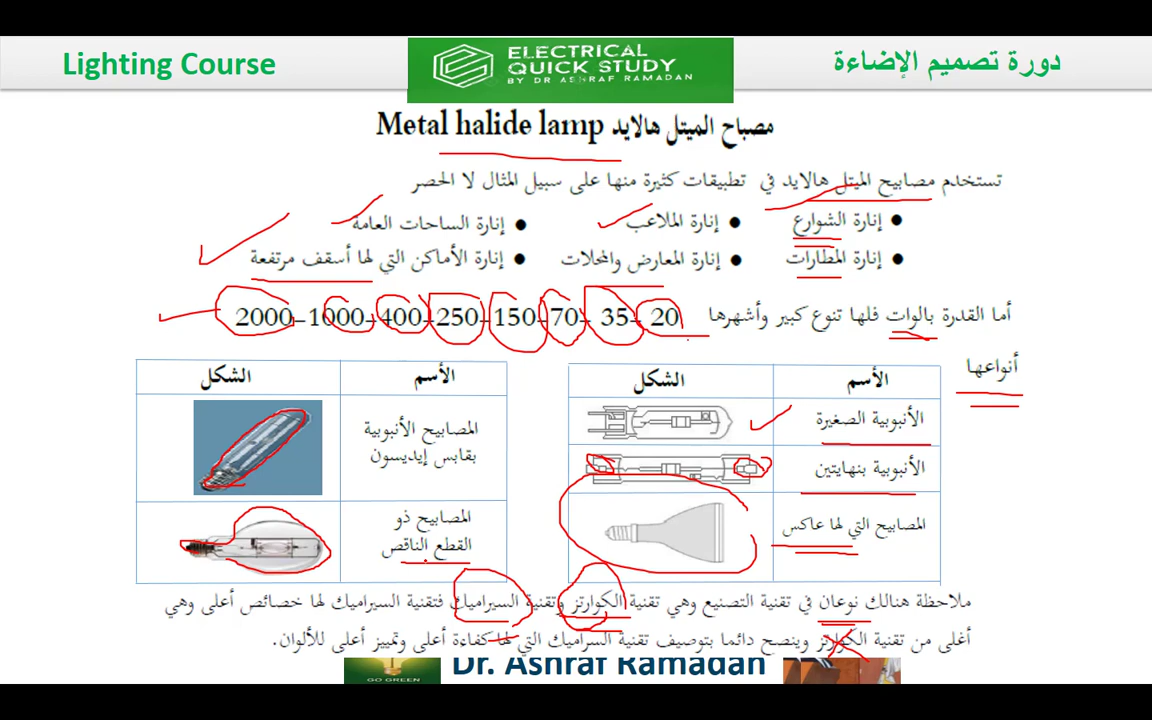 Lighting Course
ELECTRICAL
QUICK STUDY
BY DR ASHRAF RAMADAN
دورة تصميم الإضاءة
مصباح الميتل هالايد Metal halide lamp
تستخدم مصابيح الميتل هالايد في تطبيقات كثيرة منها على سبيل المثال لا الحصر
● إنارة الشوارع ● إنارة الملاعب ● إنارة الساحات العامة
● إنارة المطارات ● إنارة المعارض والمحلات ● إنارة الأماكن التي لها أسقف مرتفعة
أما القدرة بالوات فلها تنوع كبير وأشهرها 20 - 35 - 70 - 150 - 250 - 400 - 1000 - 2000
أنواعها
الأسم الشكل
الأنبوبية الصغيرة
الأنبوبية بنهايتين
المصابيح التي لها عاكس
الأسم الشكل
المصابيح الأنبوبية
بقابس إيديسون
المصابيح ذو
القطع الناقص
ملاحظة هنالك نوعان في تقنية التصنيع وهي تقنية الكوارتز وتقنية السيراميك فتقنية السيراميك لها خصائص أعلى وهي
أغلى من تقنية الكوارتز وينصح دائما بتوصيف تقنية السراميك التي لها كفاءة أعلى وتمييز أعلى للألوان.
GO GREEN
Dr. Ashraf Ramadan